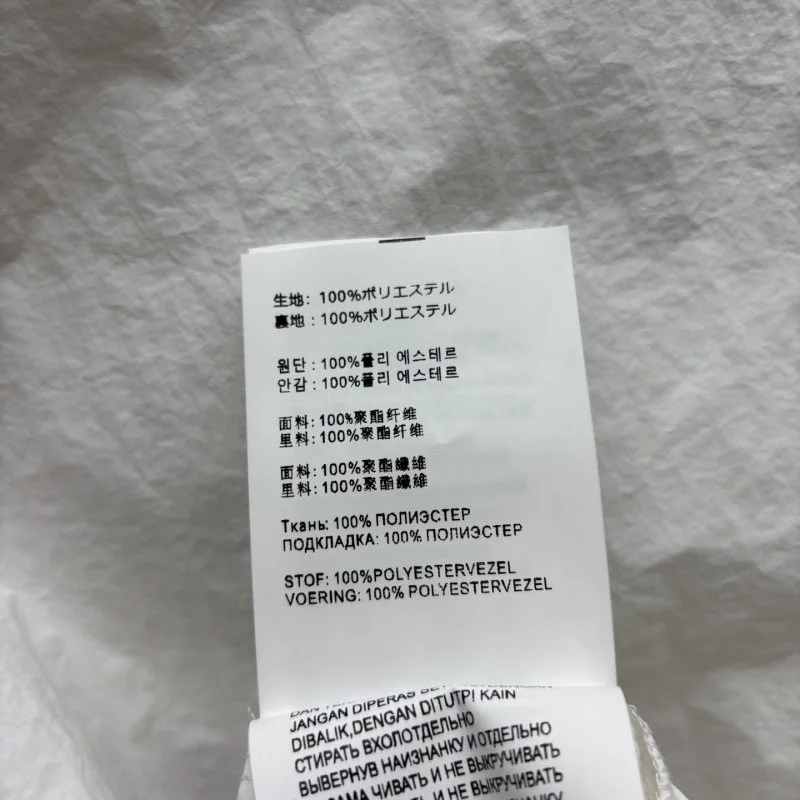 生地: 100%ポリエステル
裏地 : 100%ポリエステル
원단 : 100%폴리 에스테르
안감 : 100%폴리 에스테르
面料: 100%聚酯纤维
里料: 100%聚酯纤维
面料: 100%聚酯纖維
里料: 100%聚酯纖維
Ткань: 100% ПОЛИЭСТЕР
ПОДКЛАДКА: 100% ПОЛИЭСТЕР
STOF: 100%POLYESTERVEZEL
VOERING: 100% POLYESTERVEZEL
JANGAN DIPERAS
DIBALIK,DENGAN DITUTPI KAIN
СТИРАТЬ ВХОЛОТДЕЛЬНО
ВЫВЕРНУВ НАИЗНАНКУ И ОТДЕЛЬНО
ЧИВАТЬ И НЕ ВЫКРУЧИВАТЬ